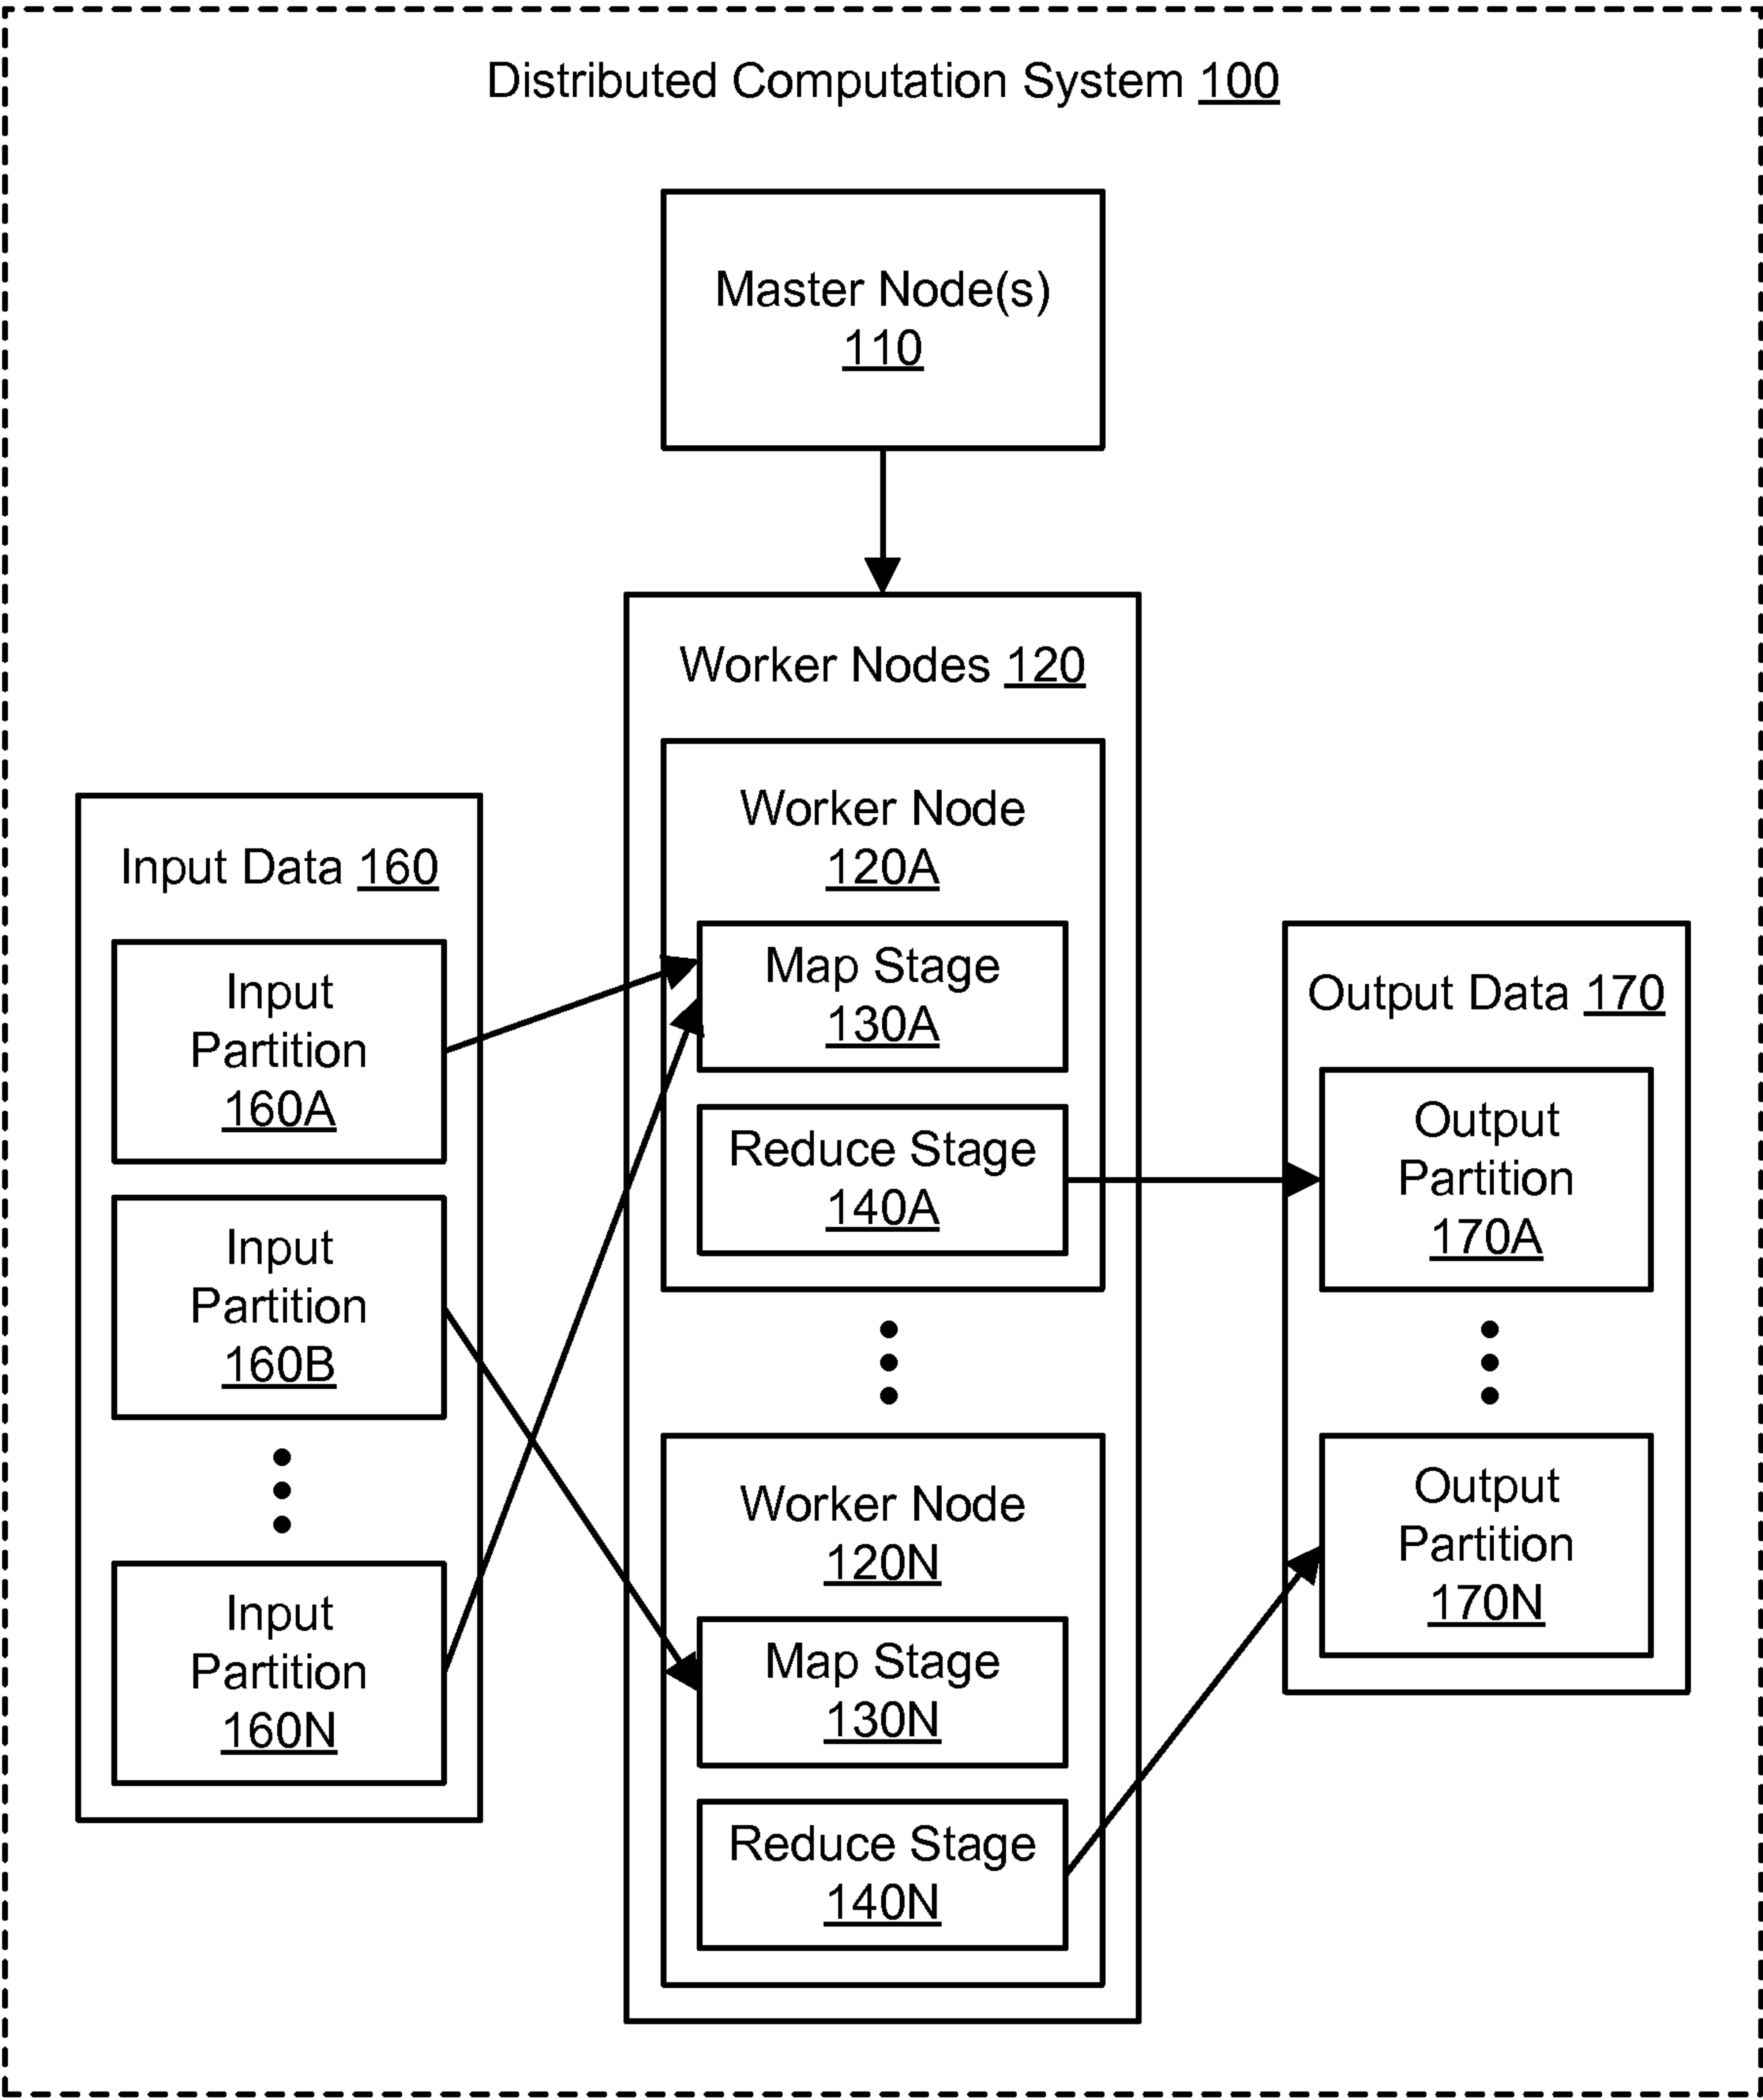 Distributed Computation System 100
Master Node(s)
110
Worker Nodes 120
Worker Node
120A
Map Stage
130A
Reduce Stage
140A
Worker Node
120N
Map Stage
130N
Reduce Stage
140N
Input Data 160
Input
Partition
160A
Input
Partition
160B
Input
Partition
160N
Output Data 170
Output
Partition
170A
Output
Partition
170N